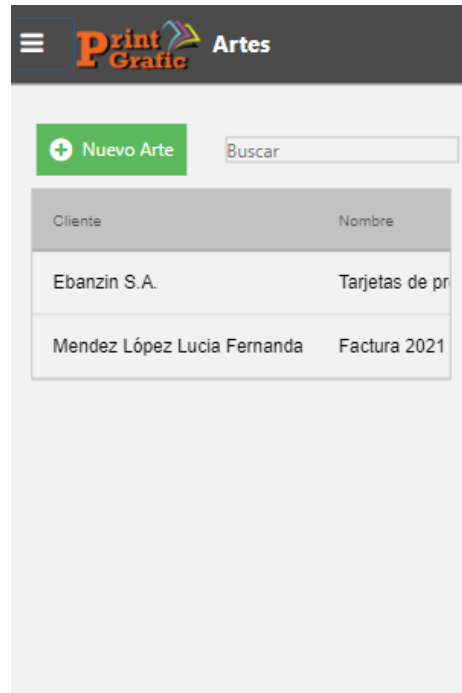 Print
Grafic
Artes
Nuevo Arte
Buscar
Cliente Nombre
Ebanzin S.A. Tarjetas de pr
Mendez López Lucia Fernanda Factura 2021